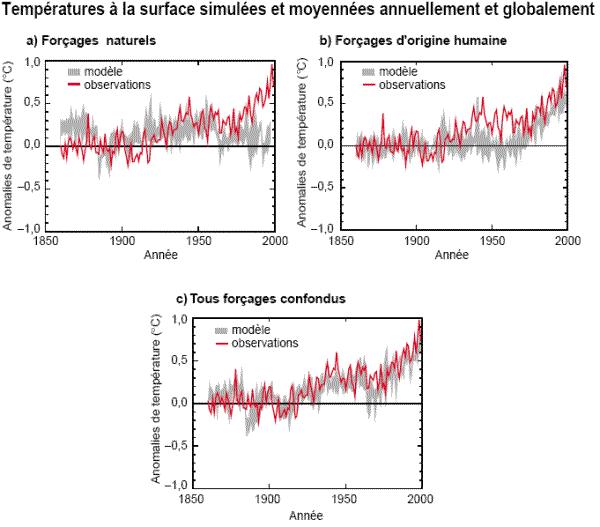 Températures à la surface simulées et moyennées annuellement et globalement
a) Forçages naturels
b) Forçages d'origine humaine
Anomalies de température (°C)
1,0
0,5
0,0
–0,5
–1,0
modèle
observations
1850
1900
1950
2000
Année
Anomalies de température (°C)
1,0
0,5
0,0
–0,5
–1,0
modèle
observations
1850
1900
1950
2000
Année
c) Tous forçages confondus
Anomalies de température (°C)
1,0
0,5
0,0
–0,5
–1,0
modèle
observations
1850
1900
1950
2000
Année